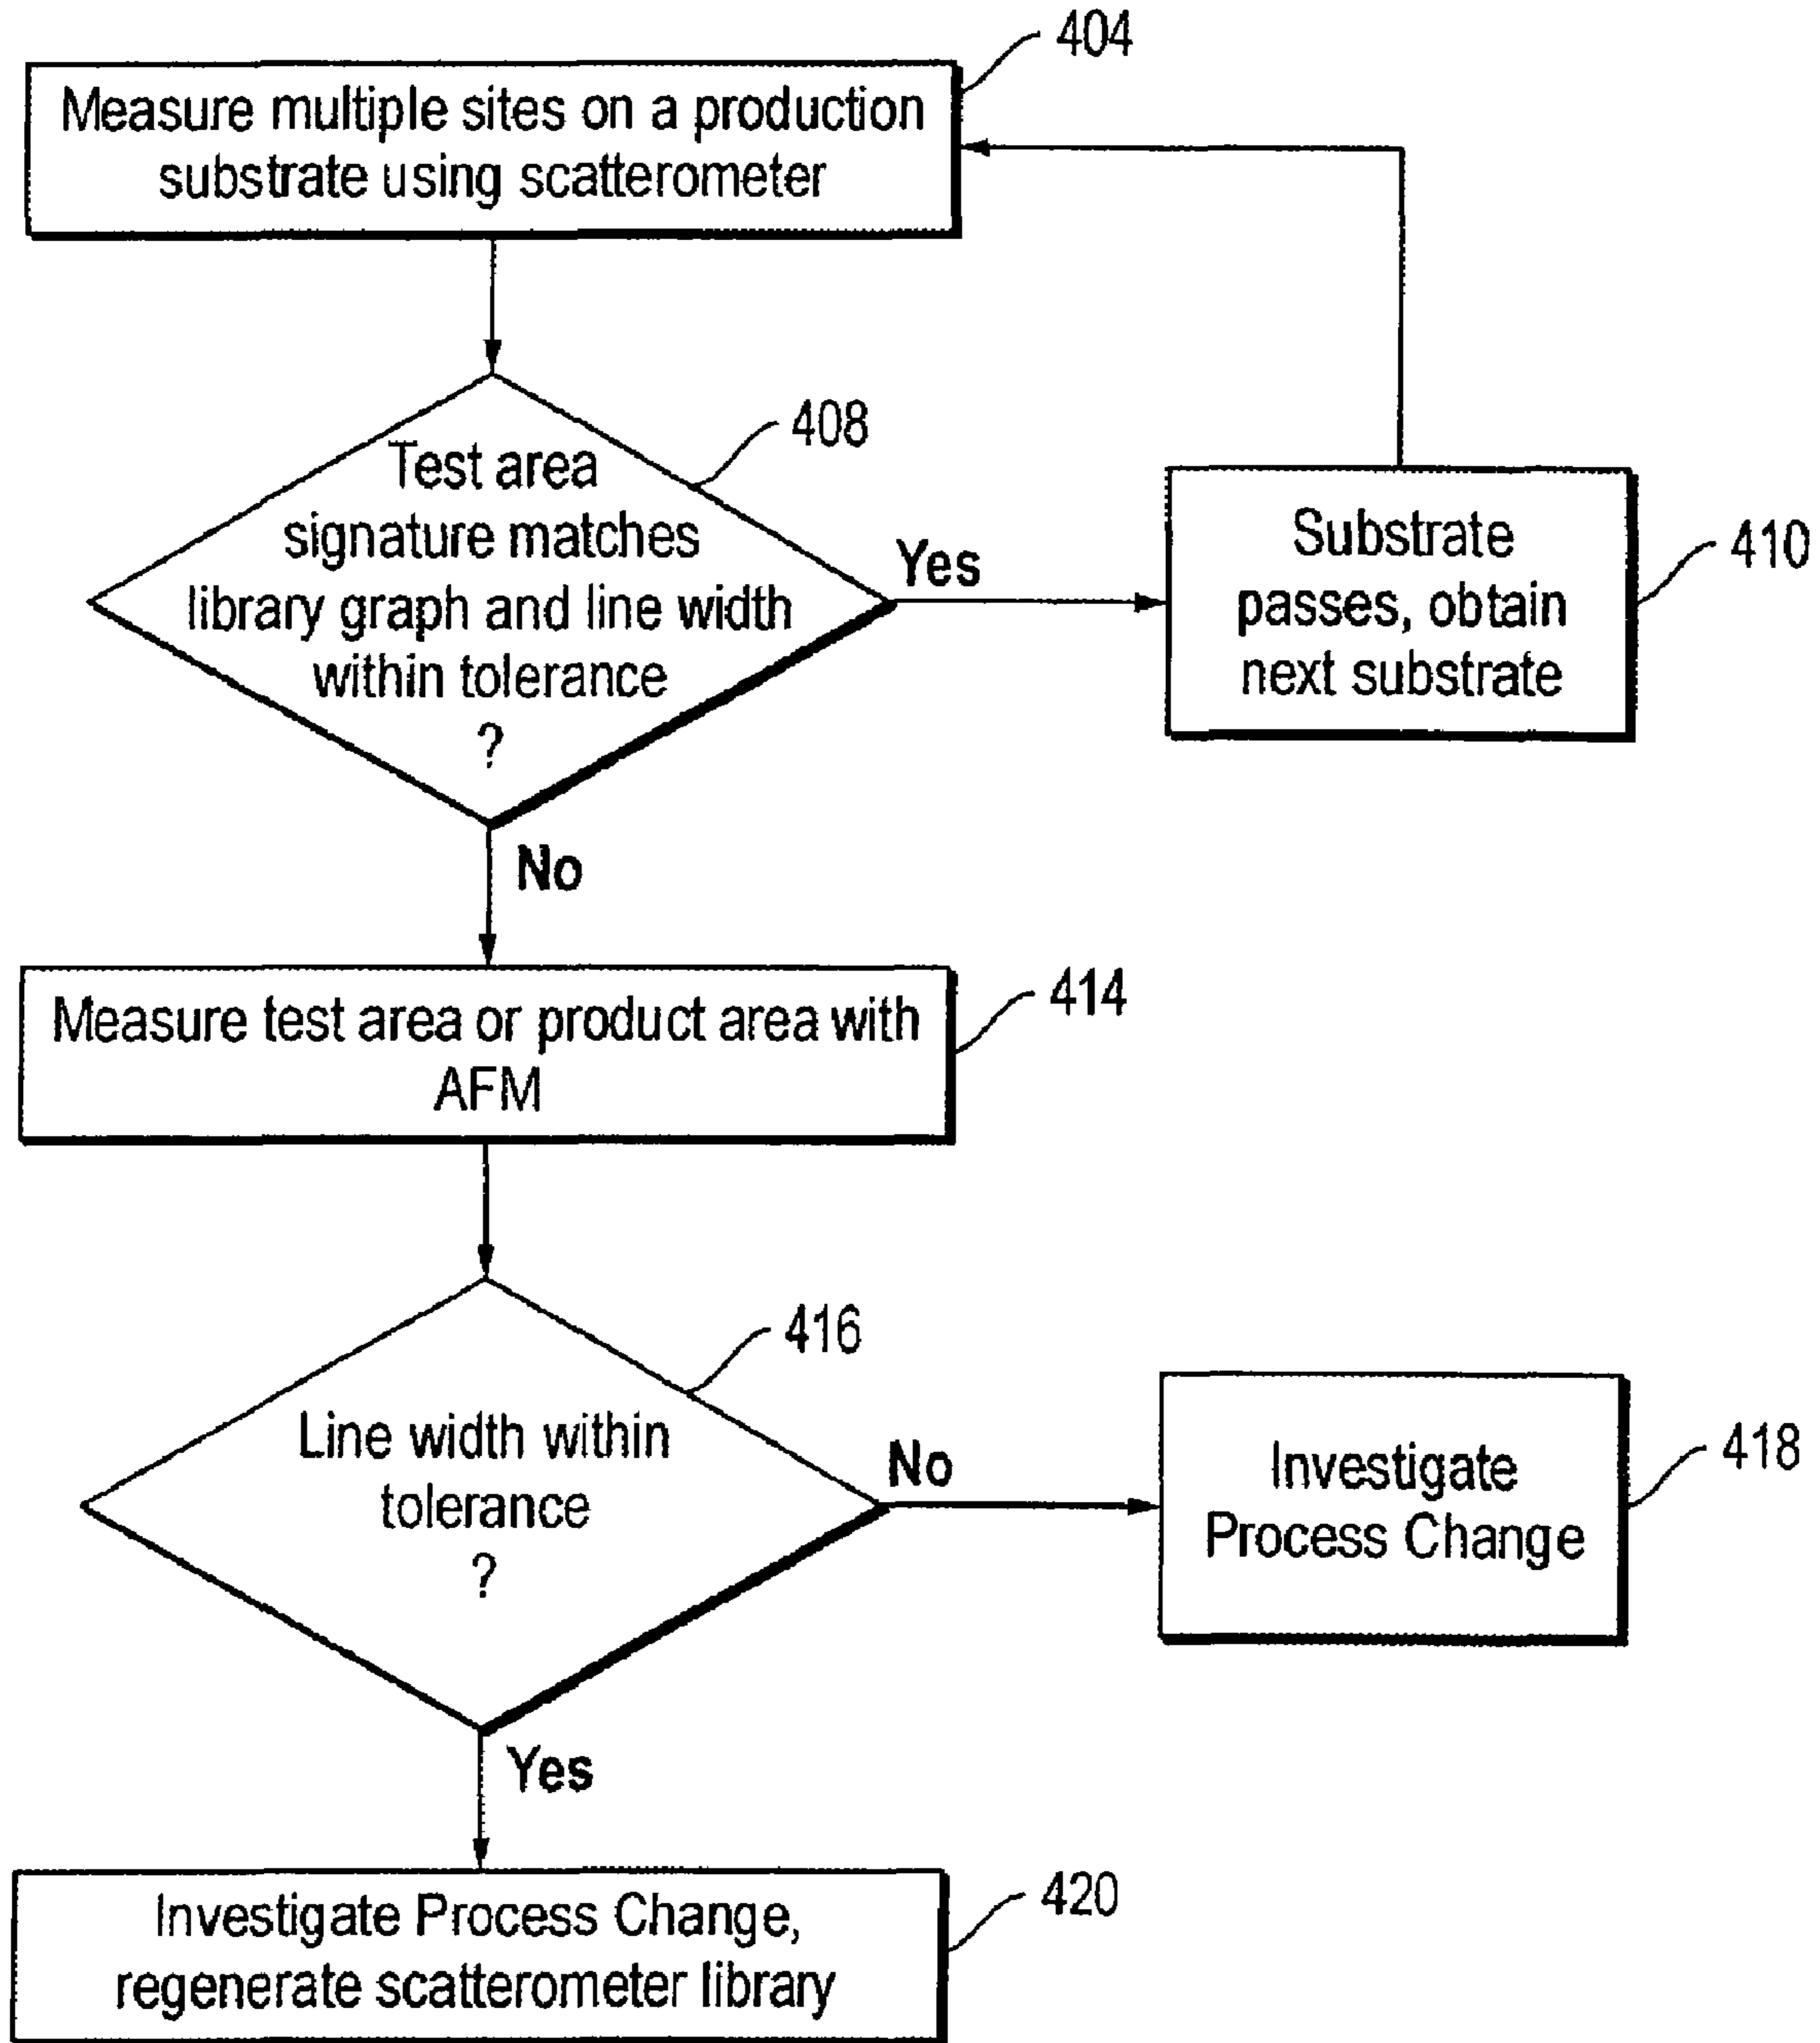 404
Measure multiple sites on a production
substrate using scatterometer
408
Test area
signature matches
library graph and line width
within tolerance
?
Yes
Substrate
passes, obtain
next substrate
410
No
Measure test area or product area with
AFM
414
416
Line width within
tolerance
?
No
Investigate
Process Change
418
Yes
Investigate Process Change,
regenerate scatterometer library
420